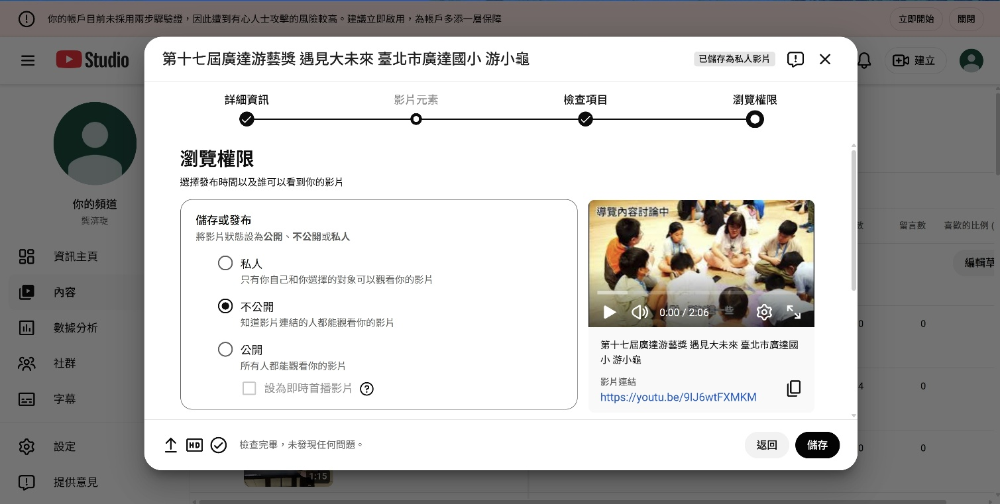 你的帳戶目前未採用兩步驟驗證，因此遭到有心人士攻擊的風險較高。建議立即啟用，為帳戶多添一層保障
立即開始
關閉
Studio
第十七屆廣達游藝獎 遇見大未來 臺北市廣達國小 游小龜
已儲存為私人影片
建立
詳細資訊
影片元素
檢查項目
瀏覽權限
瀏覽權限
選擇發布時間以及誰可以看到你的影片
儲存或發布
將影片狀態設為公開、不公開或私人
私人
只有你自己和你選擇的對象可以觀看你的影片
不公開
知道影片連結的人都能觀看你的影片
公開
所有人都能觀看你的影片
設為即時首播影片
導覽內容討論中
一些
0:00 / 2:06
第十七屆廣達游藝獎 遇見大未來 臺北市廣達國
小 游小龜
影片連結
https://youtu.be/9IJ6wtFXMKM
HD
檢查完畢，未發現任何問題。
返回
儲存
你的頻道
資訊主頁
內容
數據分析
社群
字幕
設定
提供意見
1:15
數
留言數
喜歡的比例 (
編輯草
0
0
4
0
0
0